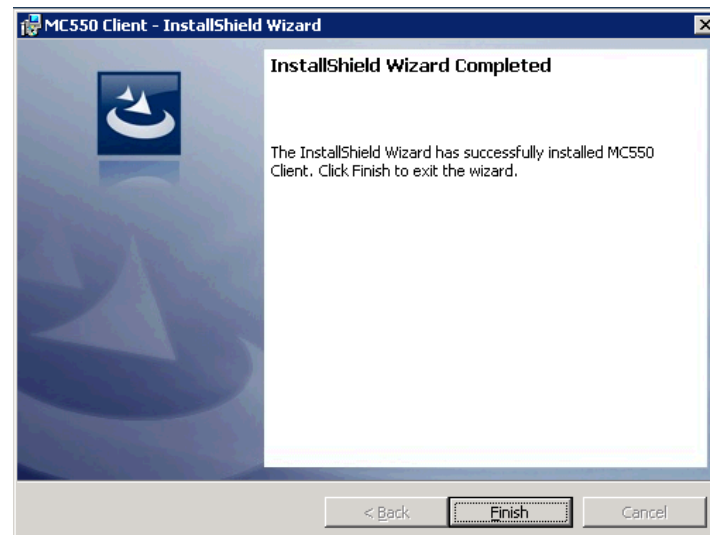 MC550 Client - InstallShield Wizard
InstallShield Wizard Completed
The InstallShield Wizard has successfully installed MC550
Client. Click Finish to exit the wizard.
< Back
Finish
Cancel